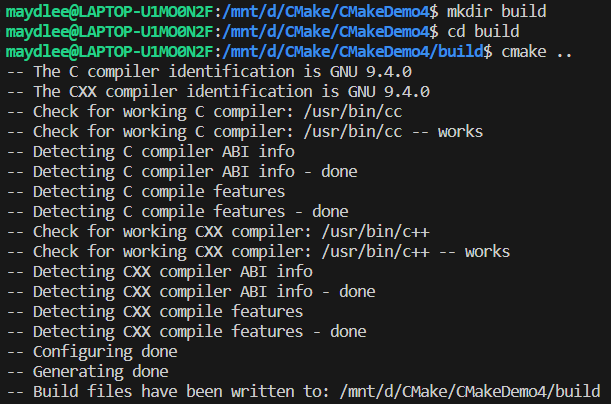 maydlee@LAPTOP-U1MO0N2F:/mnt/d/CMake/CMakeDemo4$ mkdir build
maydlee@LAPTOP-U1MO0N2F:/mnt/d/CMake/CMakeDemo4$ cd build
maydlee@LAPTOP-U1MO0N2F:/mnt/d/CMake/CMakeDemo4/build$ cmake ..
-- The C compiler identification is GNU 9.4.0
-- The CXX compiler identification is GNU 9.4.0
-- Check for working C compiler: /usr/bin/cc
-- Check for working C compiler: /usr/bin/cc -- works
-- Detecting C compiler ABI info
-- Detecting C compiler ABI info - done
-- Detecting C compile features
-- Detecting C compile features - done
-- Check for working CXX compiler: /usr/bin/c++
-- Check for working CXX compiler: /usr/bin/c++ -- works
-- Detecting CXX compiler ABI info
-- Detecting CXX compiler ABI info - done
-- Detecting CXX compile features
-- Detecting CXX compile features - done
-- Configuring done
-- Generating done
-- Build files have been written to: /mnt/d/CMake/CMakeDemo4/build